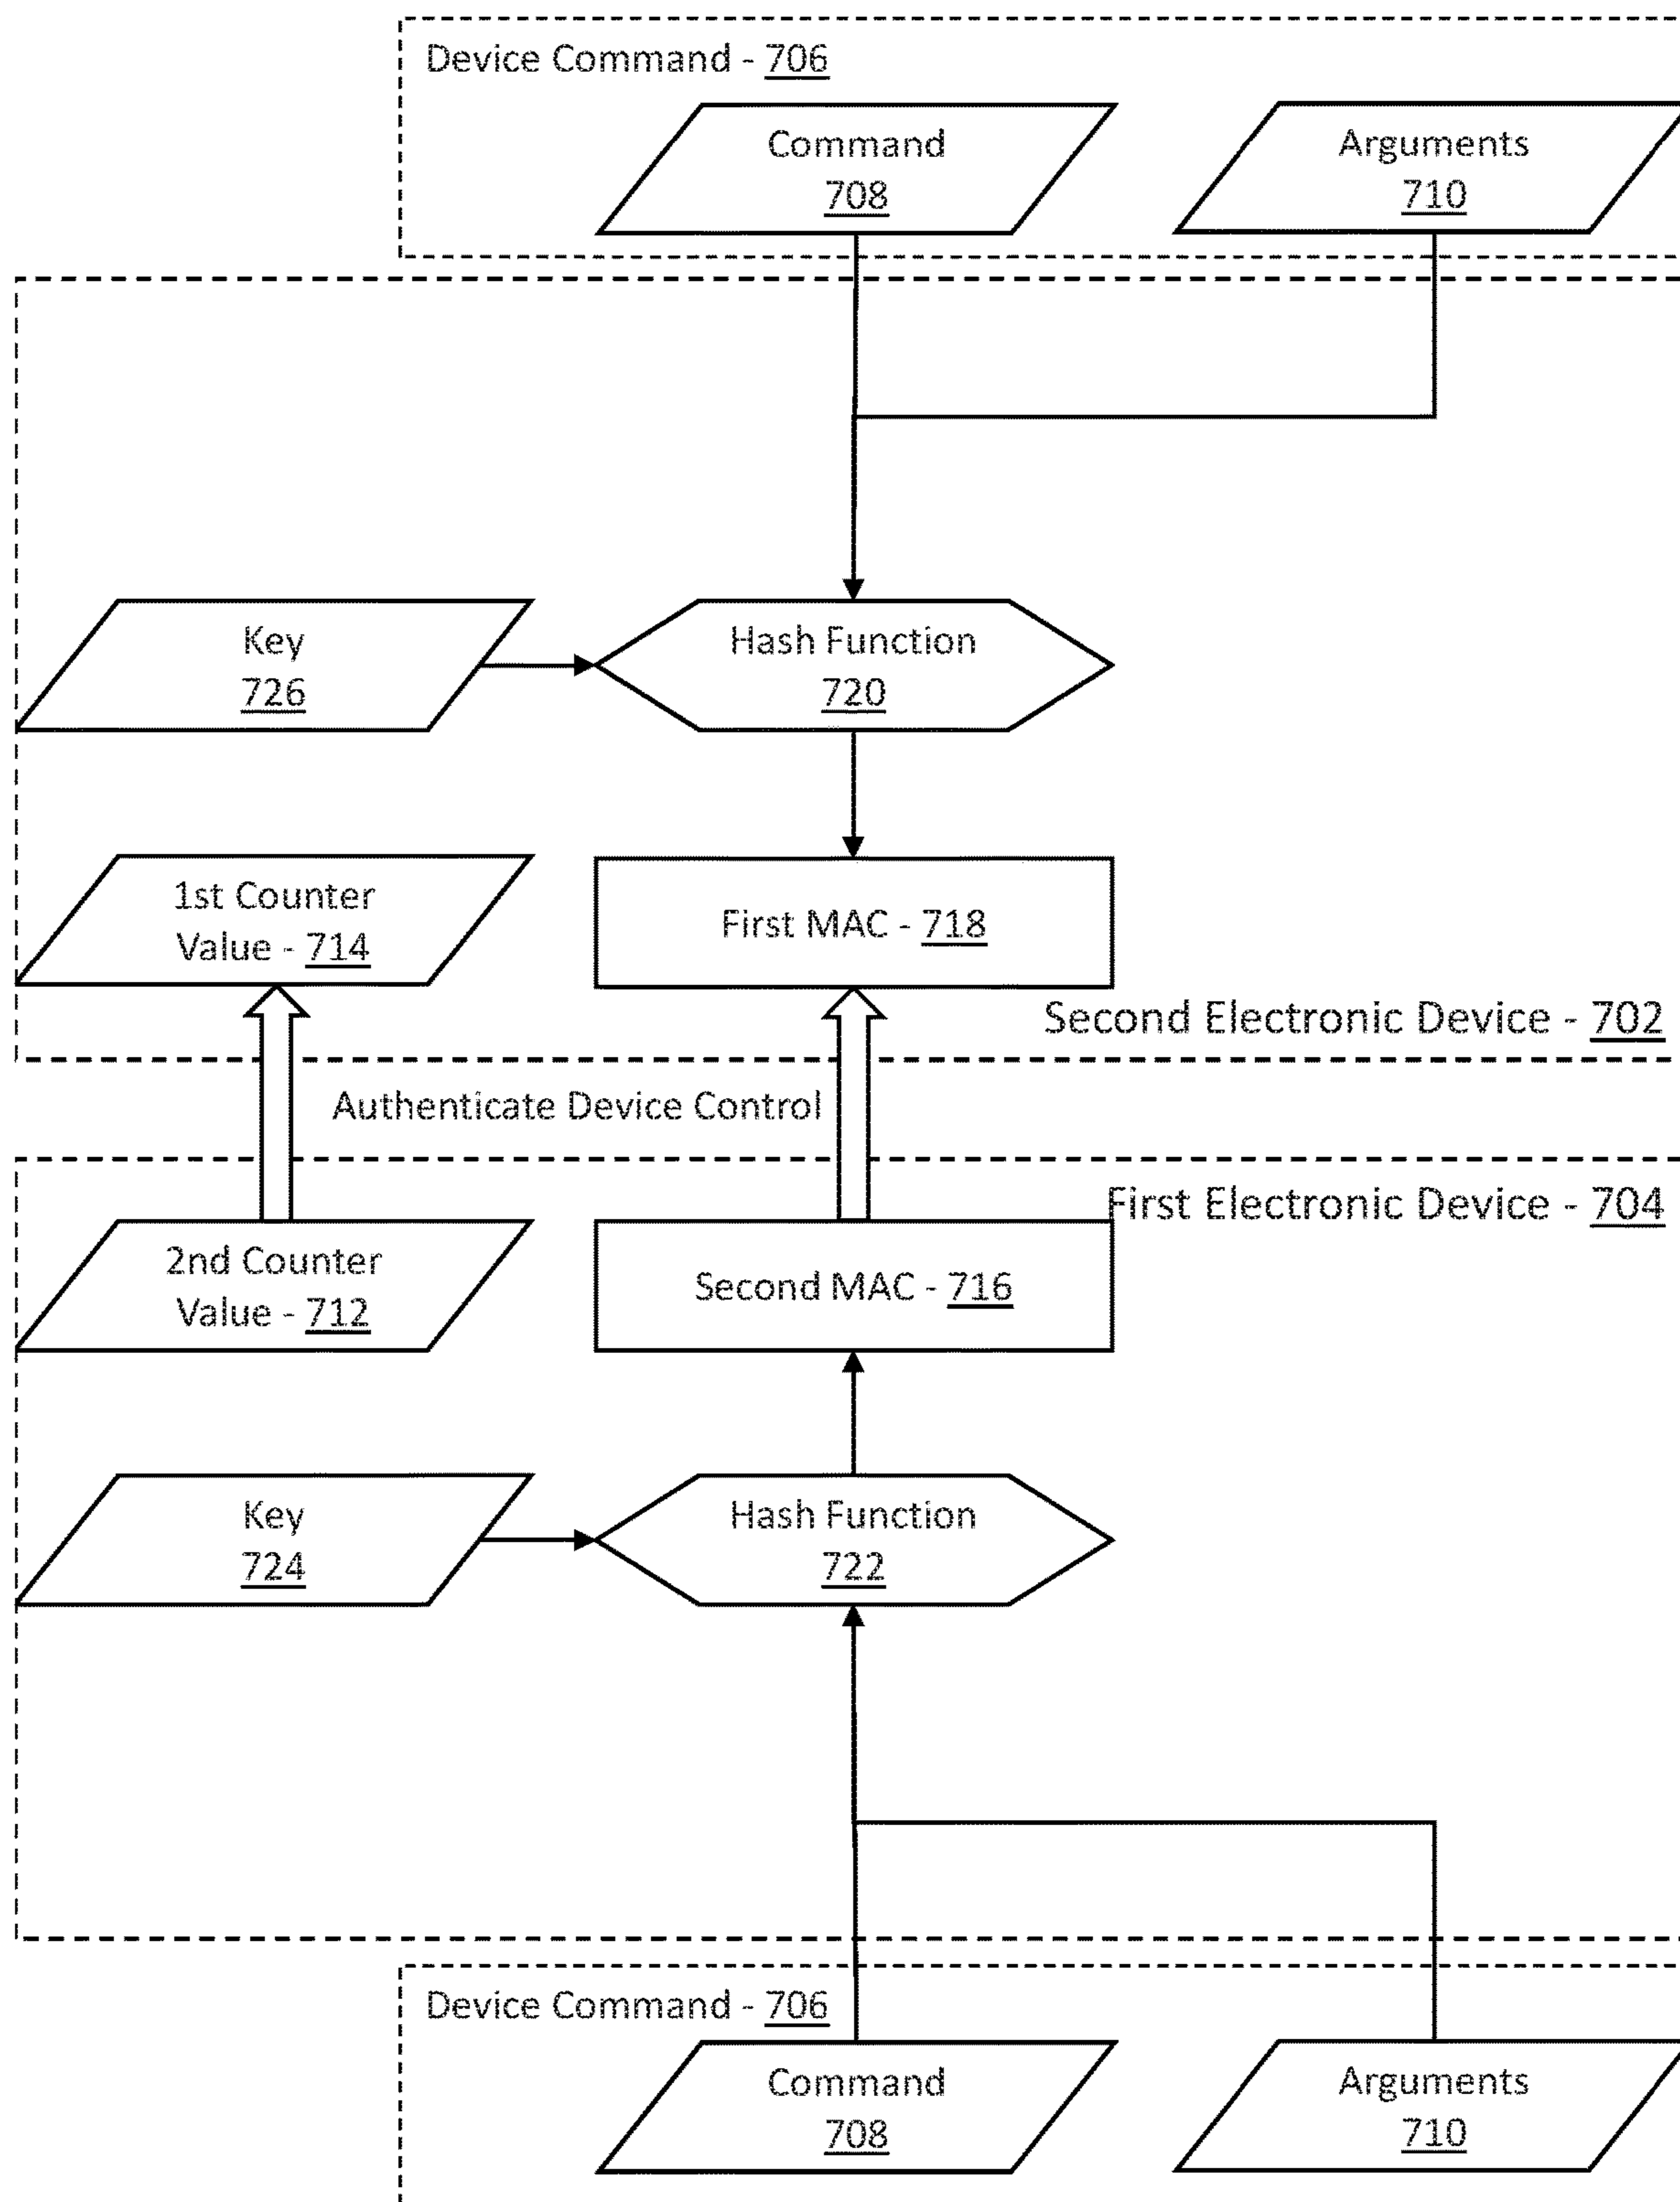 Device Command - 706
Command
708
Arguments
710
Key
726
Hash Function
720
1st Counter
Value - 714
First MAC - 718
Second Electronic Device - 702
Authenticate Device Control
First Electronic Device - 704
2nd Counter
Value - 712
Second MAC - 716
Key
724
Hash Function
722
Device Command - 706
Command
708
Arguments
710